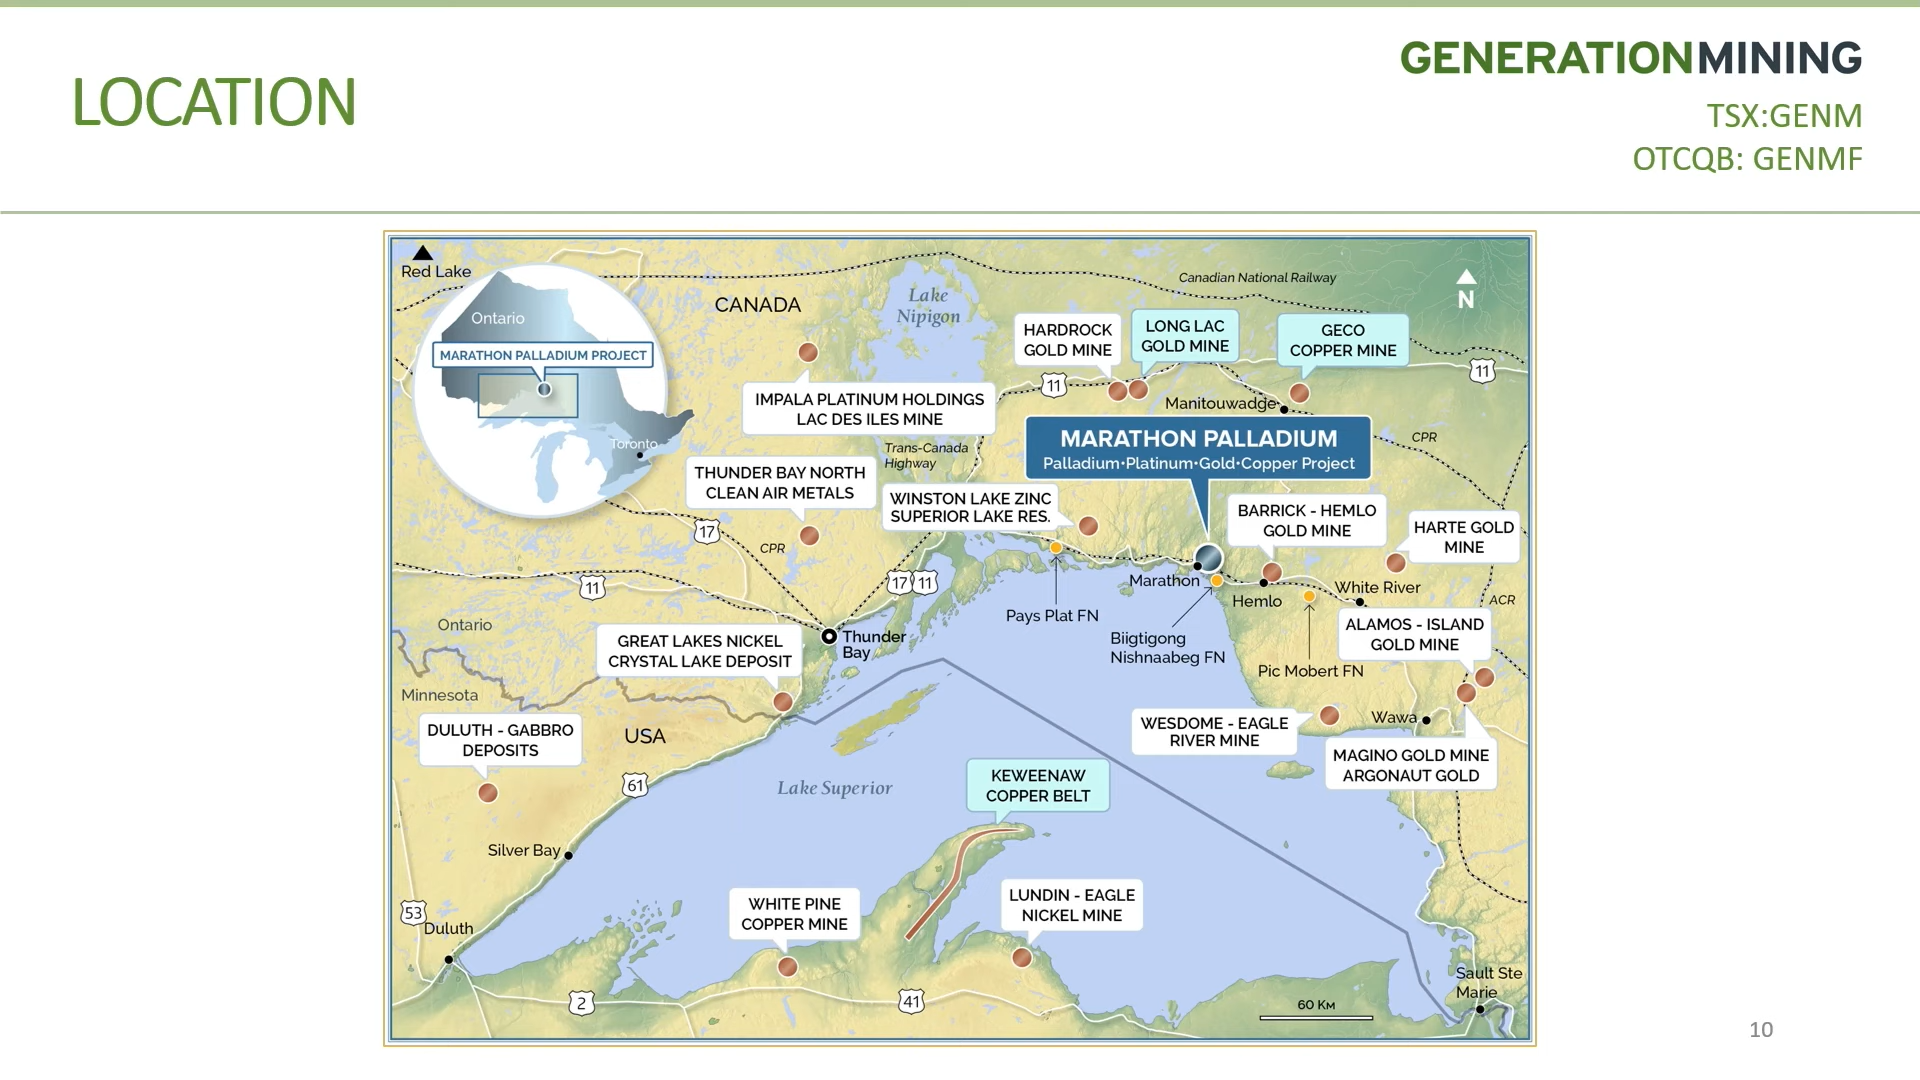 LOCATION
GENERATIONMINING
TSX:GENM
OTCQB: GENMF
Red Lake
CANADA
Lake
Nipigon
Canadian National Railway
N
Ontario
MARATHON PALLADIUM PROJECT
Toronto
HARDROCK
GOLD MINE
LONG LAC
GOLD MINE
GECO
COPPER MINE
11
11
IMPALA PLATINUM HOLDINGS
LAC DES ILES MINE
Manitouwadge
Trans-Canada
Highway
MARATHON PALLADIUM
Palladium•Platinum•Gold•Copper Project
CPR
THUNDER BAY NORTH
CLEAN AIR METALS
WINSTON LAKE ZINC
SUPERIOR LAKE RES.
BARRICK - HEMLO
GOLD MINE
HARTE GOLD
MINE
17
CPR
11
17
11
Marathon
Hemlo
White River
ACR
Pays Plat FN
Biigtigong
Nishnaabeg FN
Pic Mobert FN
ALAMOS - ISLAND
GOLD MINE
Ontario
Minnesota
GREAT LAKES NICKEL
CRYSTAL LAKE DEPOSIT
Thunder
Bay
DULUTH - GABBRO
DEPOSITS
USA
WESDOME - EAGLE
RIVER MINE
Wawa
MAGINO GOLD MINE
ARGONAUT GOLD
61
Lake Superior
KEWEENAW
COPPER BELT
Silver Bay
53
Duluth
WHITE PINE
COPPER MINE
LUNDIN - EAGLE
NICKEL MINE
2
41
60 KM
Sault Ste
Marie
10